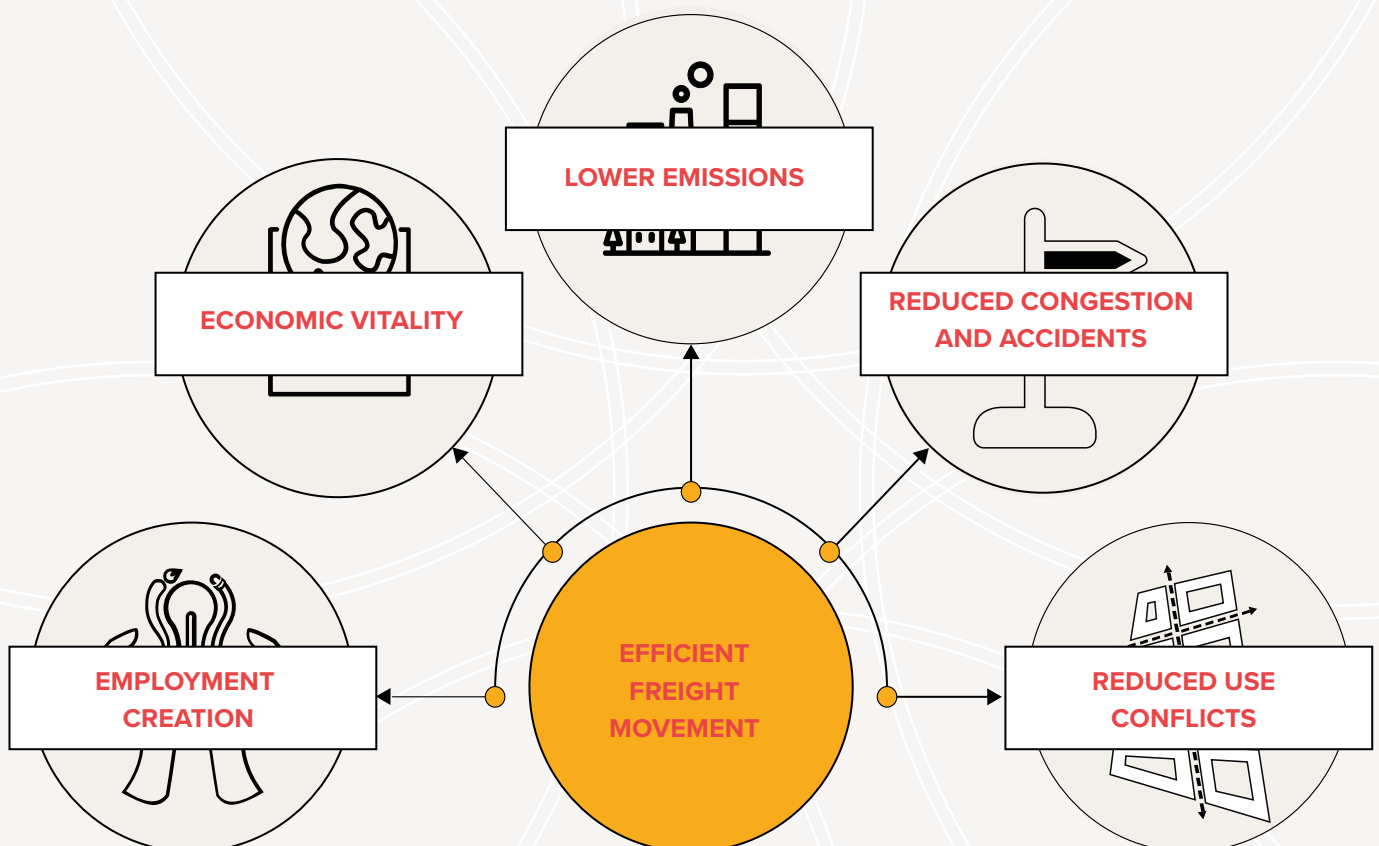 LOWER EMISSIONS
ECONOMIC VITALITY
REDUCED CONGESTION
AND ACCIDENTS
EMPLOYMENT
CREATION
EFFICIENT
FREIGHT
MOVEMENT
REDUCED USE
CONFLICTS